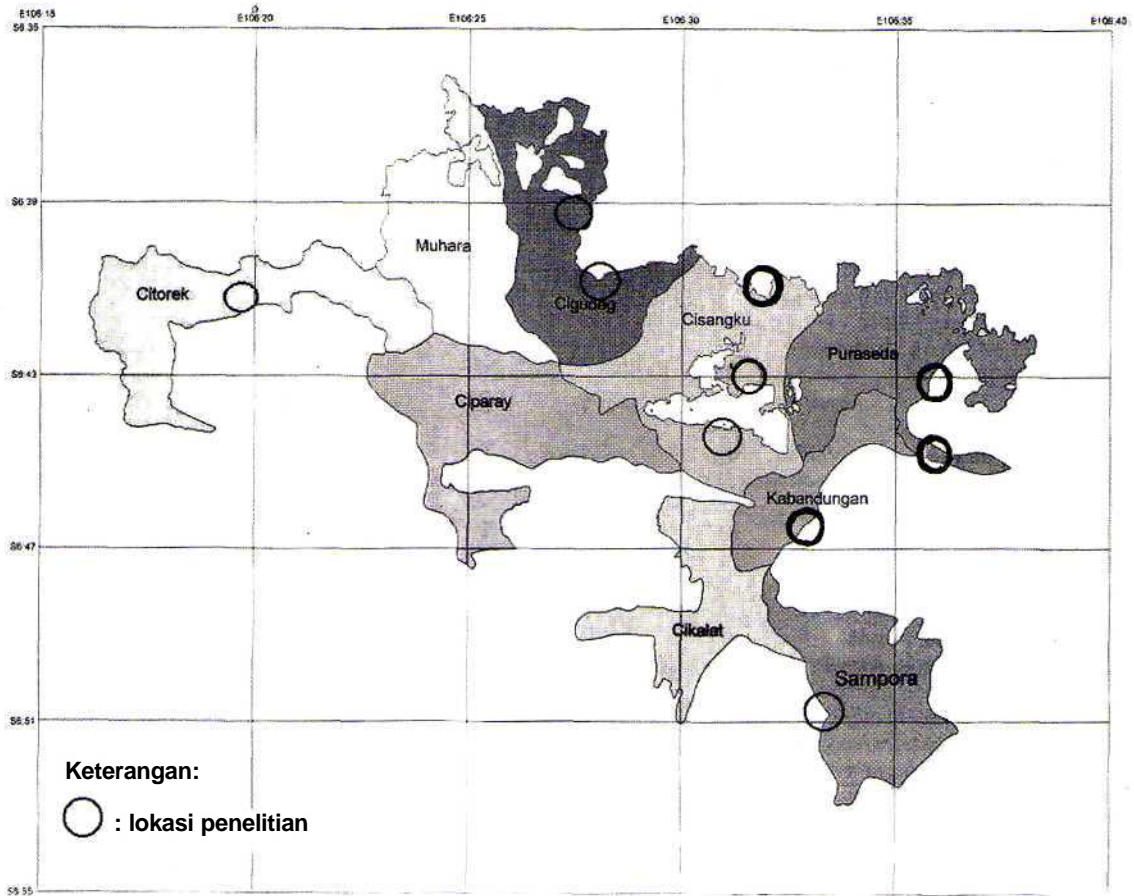 E106:15 E106:20 E106:25 E106:30 E106:35 E106:40
S6:35
S6:39
Muhara
Citorek
Cigudeg
Cisangku
Puraseda
S6:43
Ciparay
Kabandungan
S6:47
Cikalat
Sampora
S6:51
Keterangan:
: lokasi penelitian
S6:55